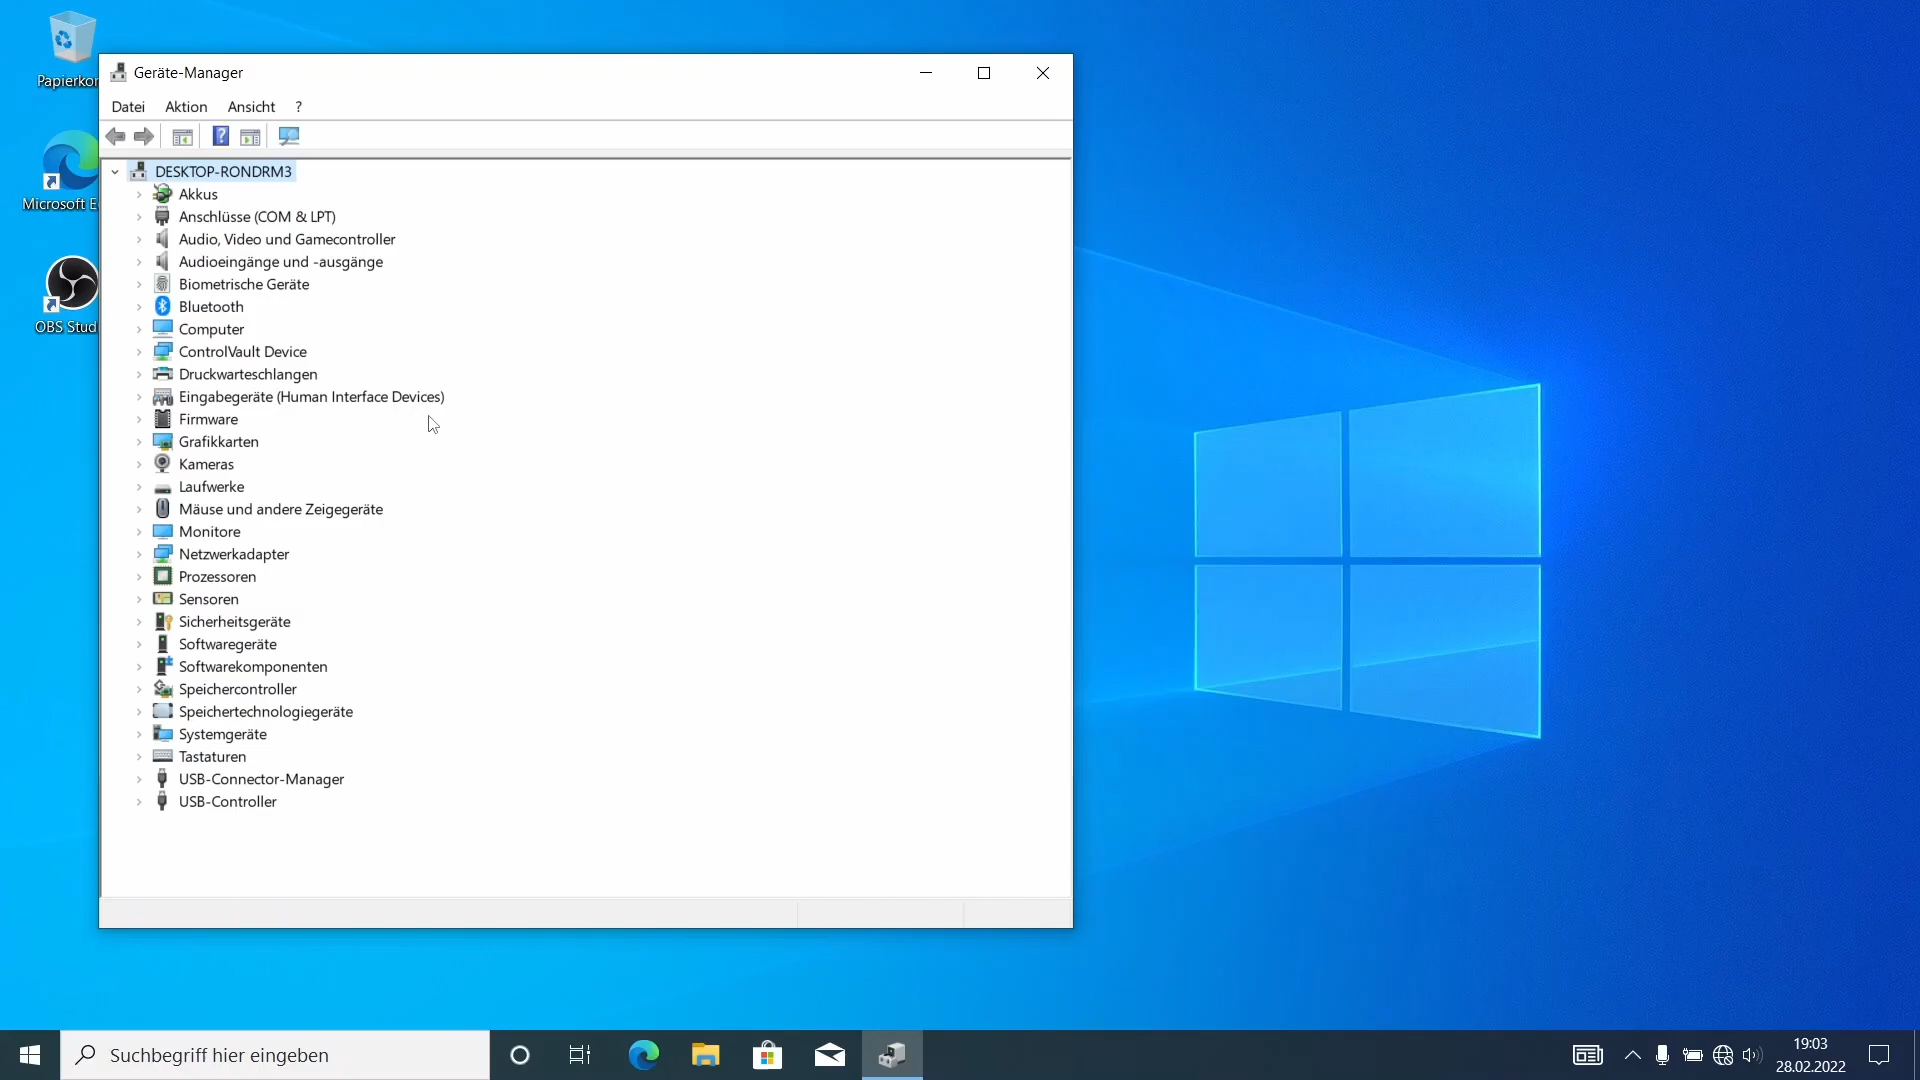 Papierkor
Microsoft E
OBS Stud
Geräte-Manager
Datei Aktion Ansicht ?
DESKTOP-RONDRM3
Akkus
Anschlüsse (COM & LPT)
Audio, Video und Gamecontroller
Audioeingänge und -ausgänge
Biometrische Geräte
Bluetooth
Computer
ControlVault Device
Druckwarteschlangen
Eingabegeräte (Human Interface Devices)
Firmware
Grafikkarten
Kameras
Laufwerke
Mäuse und andere Zeigegeräte
Monitore
Netzwerkadapter
Prozessoren
Sensoren
Sicherheitsgeräte
Softwaregeräte
Softwarekomponenten
Speichercontroller
Speichertechnologiegeräte
Systemgeräte
Tastaturen
USB-Connector-Manager
USB-Controller
Suchbegriff hier eingeben
19:03
28.02.2022